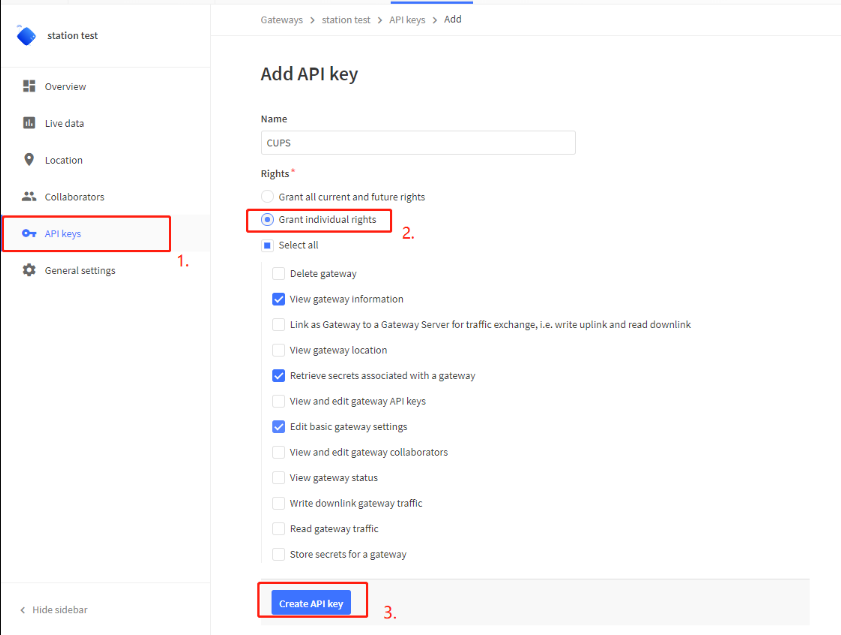 Gateways > station test > API keys > Add
station test
Overview
Live data
Location
Collaborators
API keys
1.
General settings
Hide sidebar
Add API key
Name
CUPS
Rights *
Grant all current and future rights
Grant individual rights
2.
Select all
Delete gateway
View gateway information
Link as Gateway to a Gateway Server for traffic exchange, i.e. write uplink and read downlink
View gateway location
Retrieve secrets associated with a gateway
View and edit gateway API keys
Edit basic gateway settings
View and edit gateway collaborators
View gateway status
Write downlink gateway traffic
Read gateway traffic
Store secrets for a gateway
Create API key
3.